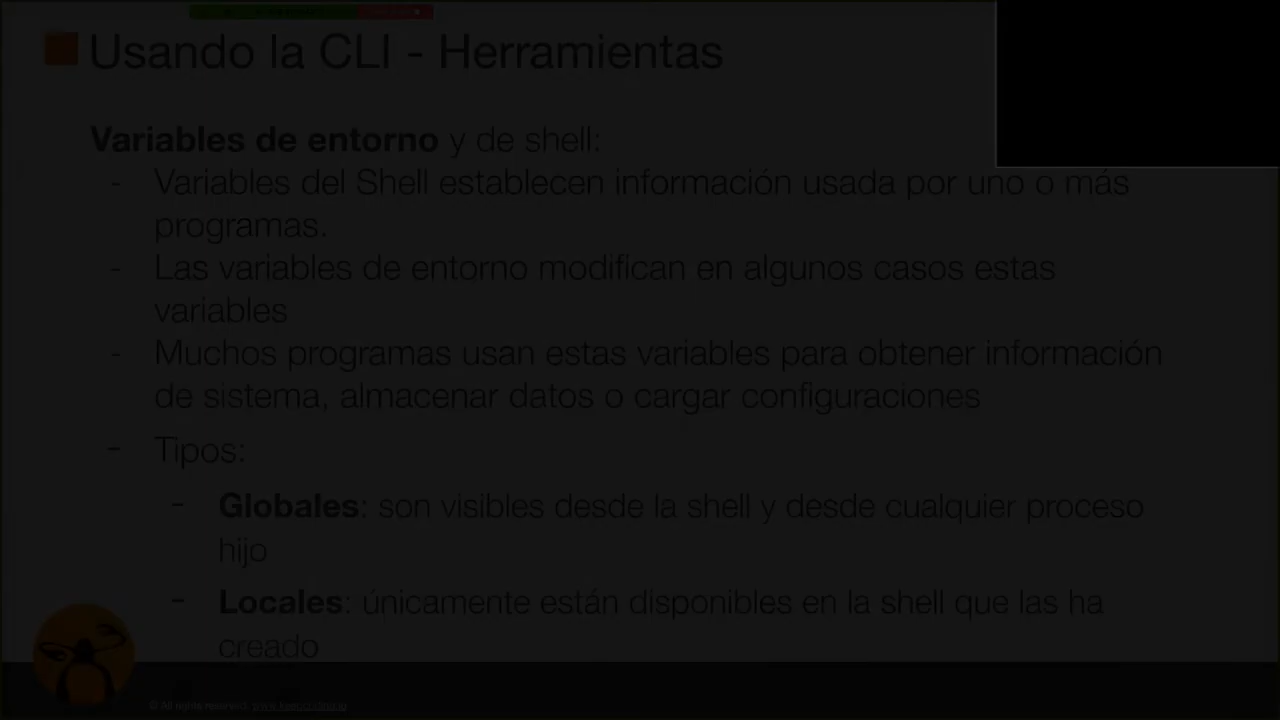 Usando la CLI - Herramientas
Variables de entorno y de shell:
- Variables del Shell establecen información usada por uno o más
programas.
- Las variables de entorno modifican en algunos casos estas
variables
- Muchos programas usan estas variables para obtener información
de sistema, almacenar datos o cargar configuraciones
- Tipos:
- Globales: son visibles desde la shell y desde cualquier proceso
hijo
- Locales: únicamente están disponibles en la shell que las ha
creado
© All rights reserved.